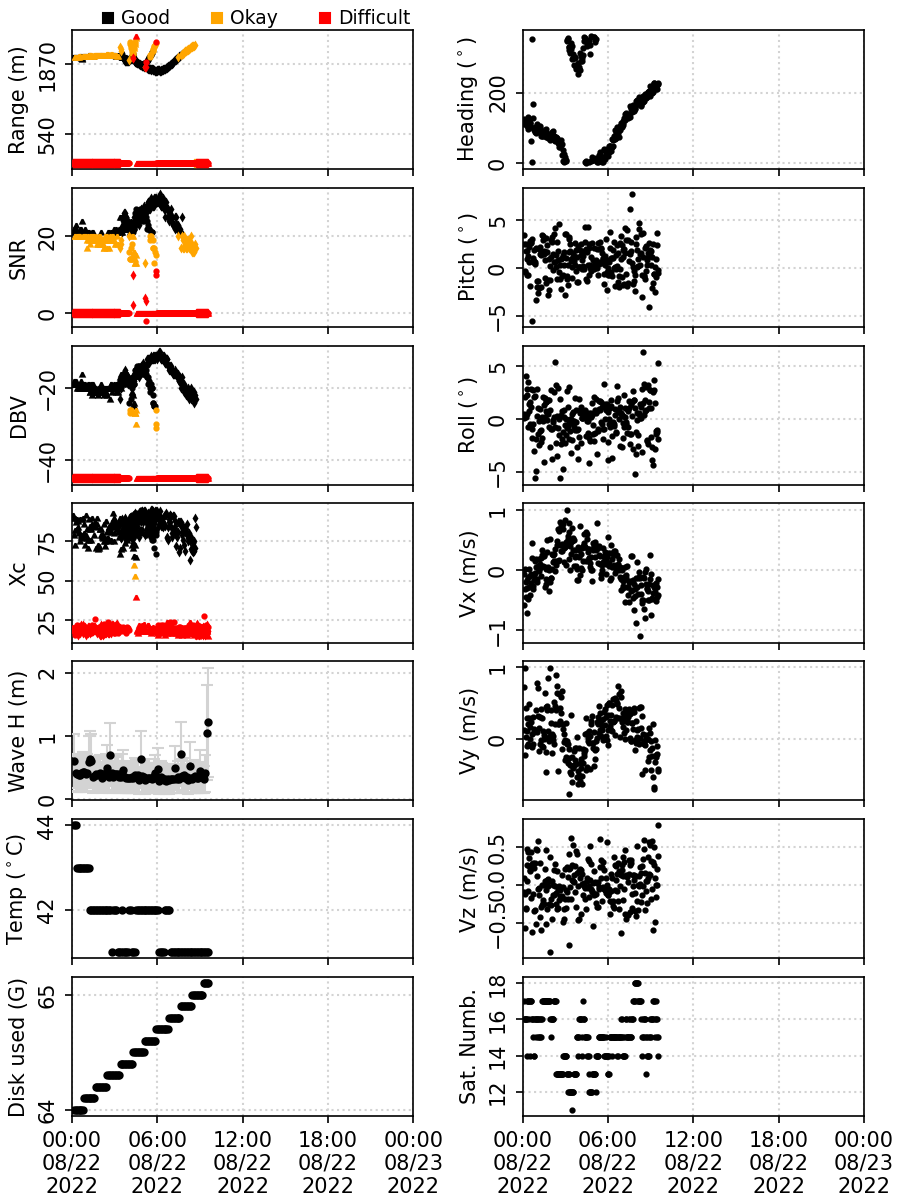 Good Okay Difficult
Range (m)
1870
540
Heading (°)
200
0
SNR
20
0
Pitch (°)
5
0
−5
DBV
−20
−40
Roll (°)
5
0
−5
Xc
75
50
25
Vx (m/s)
1
0
−1
Wave H (m)
2
1
0
Vy (m/s)
1
0
Temp (°C)
44
42
Vz (m/s)
0.5
0.0
−0.5
Disk used (G)
65
64
Sat. Numb.
18
16
14
12
00:00 06:00 12:00 18:00 00:00
08/22 08/22 08/22 08/22 08/23
2022 2022 2022 2022 2022
00:00 06:00 12:00 18:00 00:00
08/22 08/22 08/22 08/22 08/23
2022 2022 2022 2022 2022